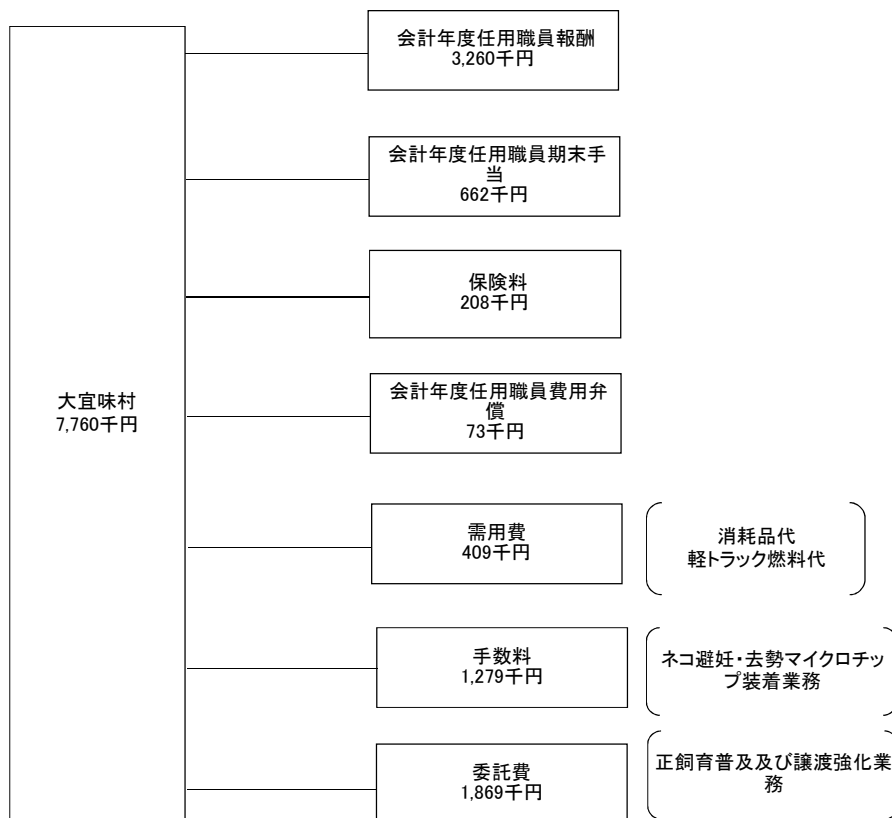 会計年度任用職員報酬
3,260千円
会計年度任用職員期末手
当
662千円
保険料
208千円
大宜味村
7,760千円
会計年度任用職員費用弁
償
73千円
需用費
409千円
消耗品代
軽トラック燃料代
手数料
1,279千円
ネコ避妊・去勢マイクロチッ
プ装着業務
委託費
1,869千円
正飼育普及及び譲渡強化業
務